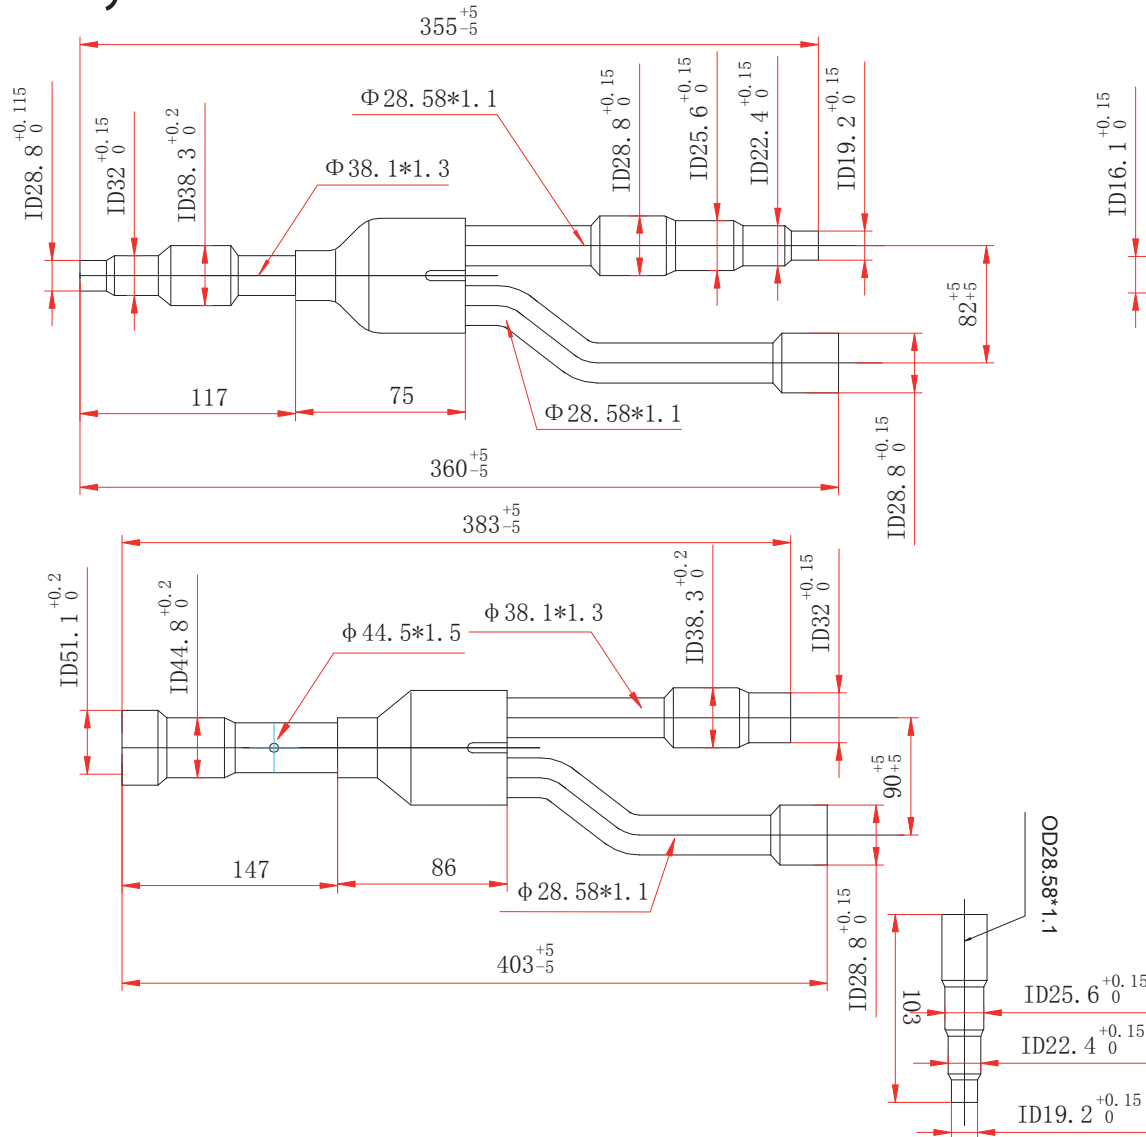 y
355 +5 -5
Φ28.58*1.1
Φ38.1*1.3
ID28.8 +0.115 0
ID32 +0.15 0
ID38.3 +0.2 0
ID28.8 +0.15 0
ID25.6 +0.15 0
ID22.4 +0.15 0
ID19.2 +0.15 0
ID16.1 +0.15 0
82 +5 +5
117
75
Φ28.58*1.1
ID28.8 +0.15 0
360 +5 -5
383 +5 -5
ID51.1 +0.2 0
ID44.8 +0.2 0
φ44.5*1.5
φ38.1*1.3
ID38.3 +0.2 0
ID32 +0.15 0
90 +5 +5
147
86
φ28.58*1.1
ID28.8 +0.15 0
403 +5 -5
OD28.58*1.1
103
ID25.6 +0.15 0
ID22.4 +0.15 0
ID19.2 +0.15 0